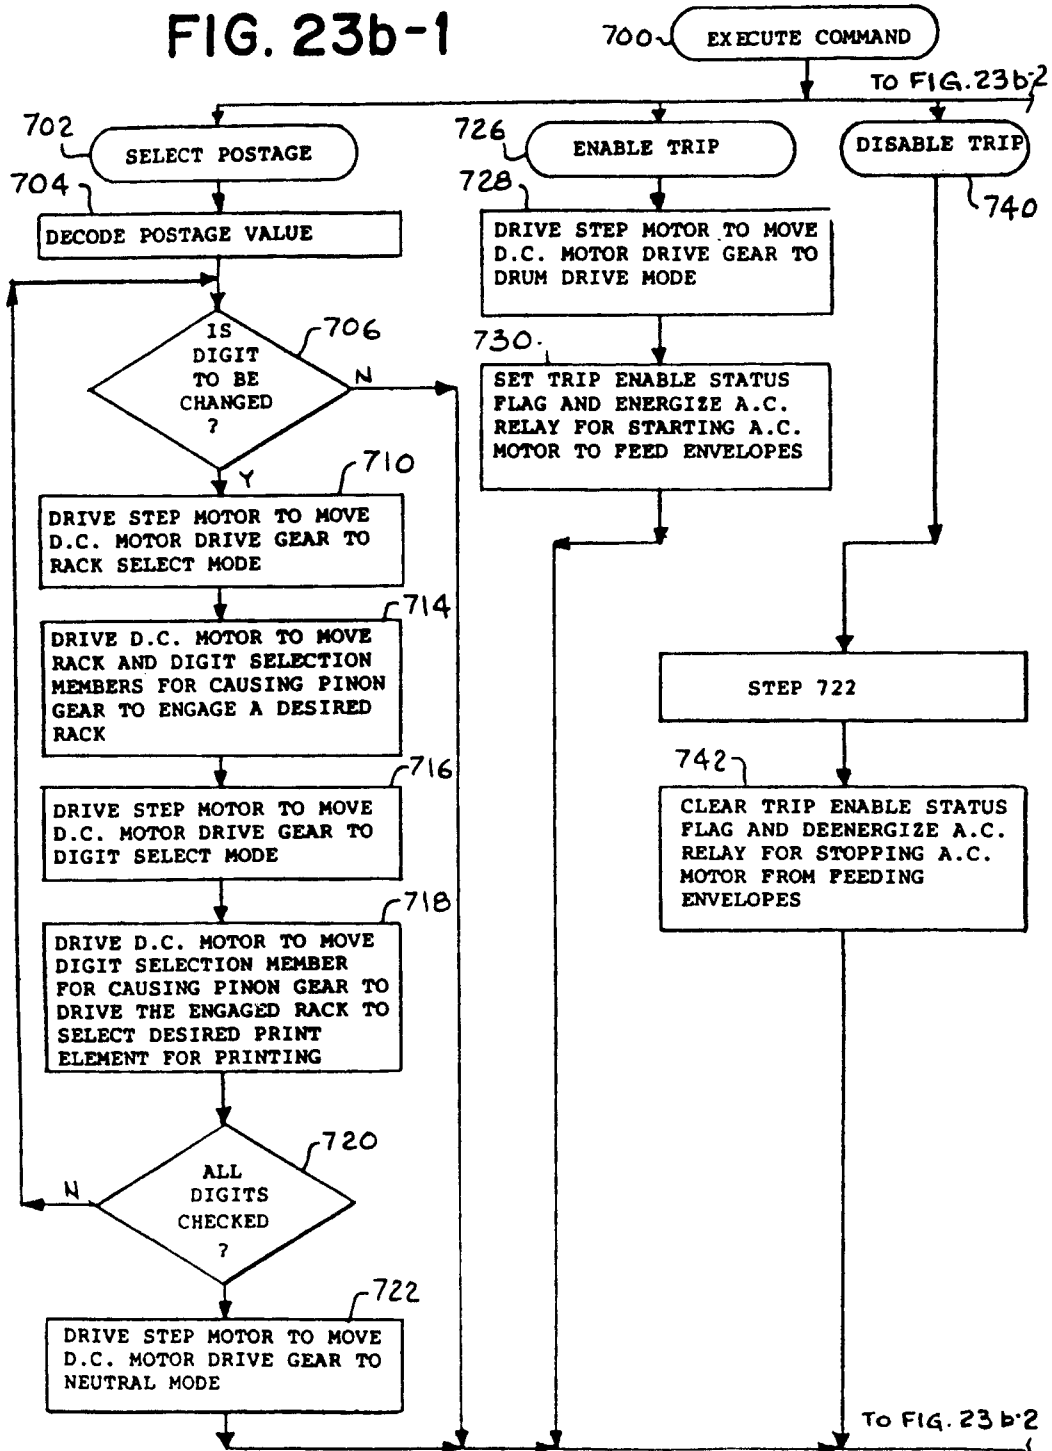 FIG. 23b-1
700
EXECUTE COMMAND
TO FIG. 23b-2
702
SELECT POSTAGE
704
DECODE POSTAGE VALUE
IS
DIGIT
TO BE
CHANGED
?
706
N
Y
710
DRIVE STEP MOTOR TO MOVE
D.C. MOTOR DRIVE GEAR TO
RACK SELECT MODE
714
DRIVE D.C. MOTOR TO MOVE
RACK AND DIGIT SELECTION
MEMBERS FOR CAUSING PINON
GEAR TO ENGAGE A DESIRED
RACK
716
DRIVE STEP MOTOR TO MOVE
D.C. MOTOR DRIVE GEAR TO
DIGIT SELECT MODE
718
DRIVE D.C. MOTOR TO MOVE
DIGIT SELECTION MEMBER
FOR CAUSING PINON GEAR TO
DRIVE THE ENGAGED RACK TO
SELECT DESIRED PRINT
ELEMENT FOR PRINTING
720
ALL
DIGITS
CHECKED
?
N
722
DRIVE STEP MOTOR TO MOVE
D.C. MOTOR DRIVE GEAR TO
NEUTRAL MODE
726
ENABLE TRIP
728
DRIVE STEP MOTOR TO MOVE
D.C. MOTOR DRIVE GEAR TO
DRUM DRIVE MODE
730
SET TRIP ENABLE STATUS
FLAG AND ENERGIZE A.C.
RELAY FOR STARTING A.C.
MOTOR TO FEED ENVELOPES
DISABLE TRIP
740
STEP 722
742
CLEAR TRIP ENABLE STATUS
FLAG AND DEENERGIZE A.C.
RELAY FOR STOPPING A.C.
MOTOR FROM FEEDING
ENVELOPES
TO FIG. 23b-2